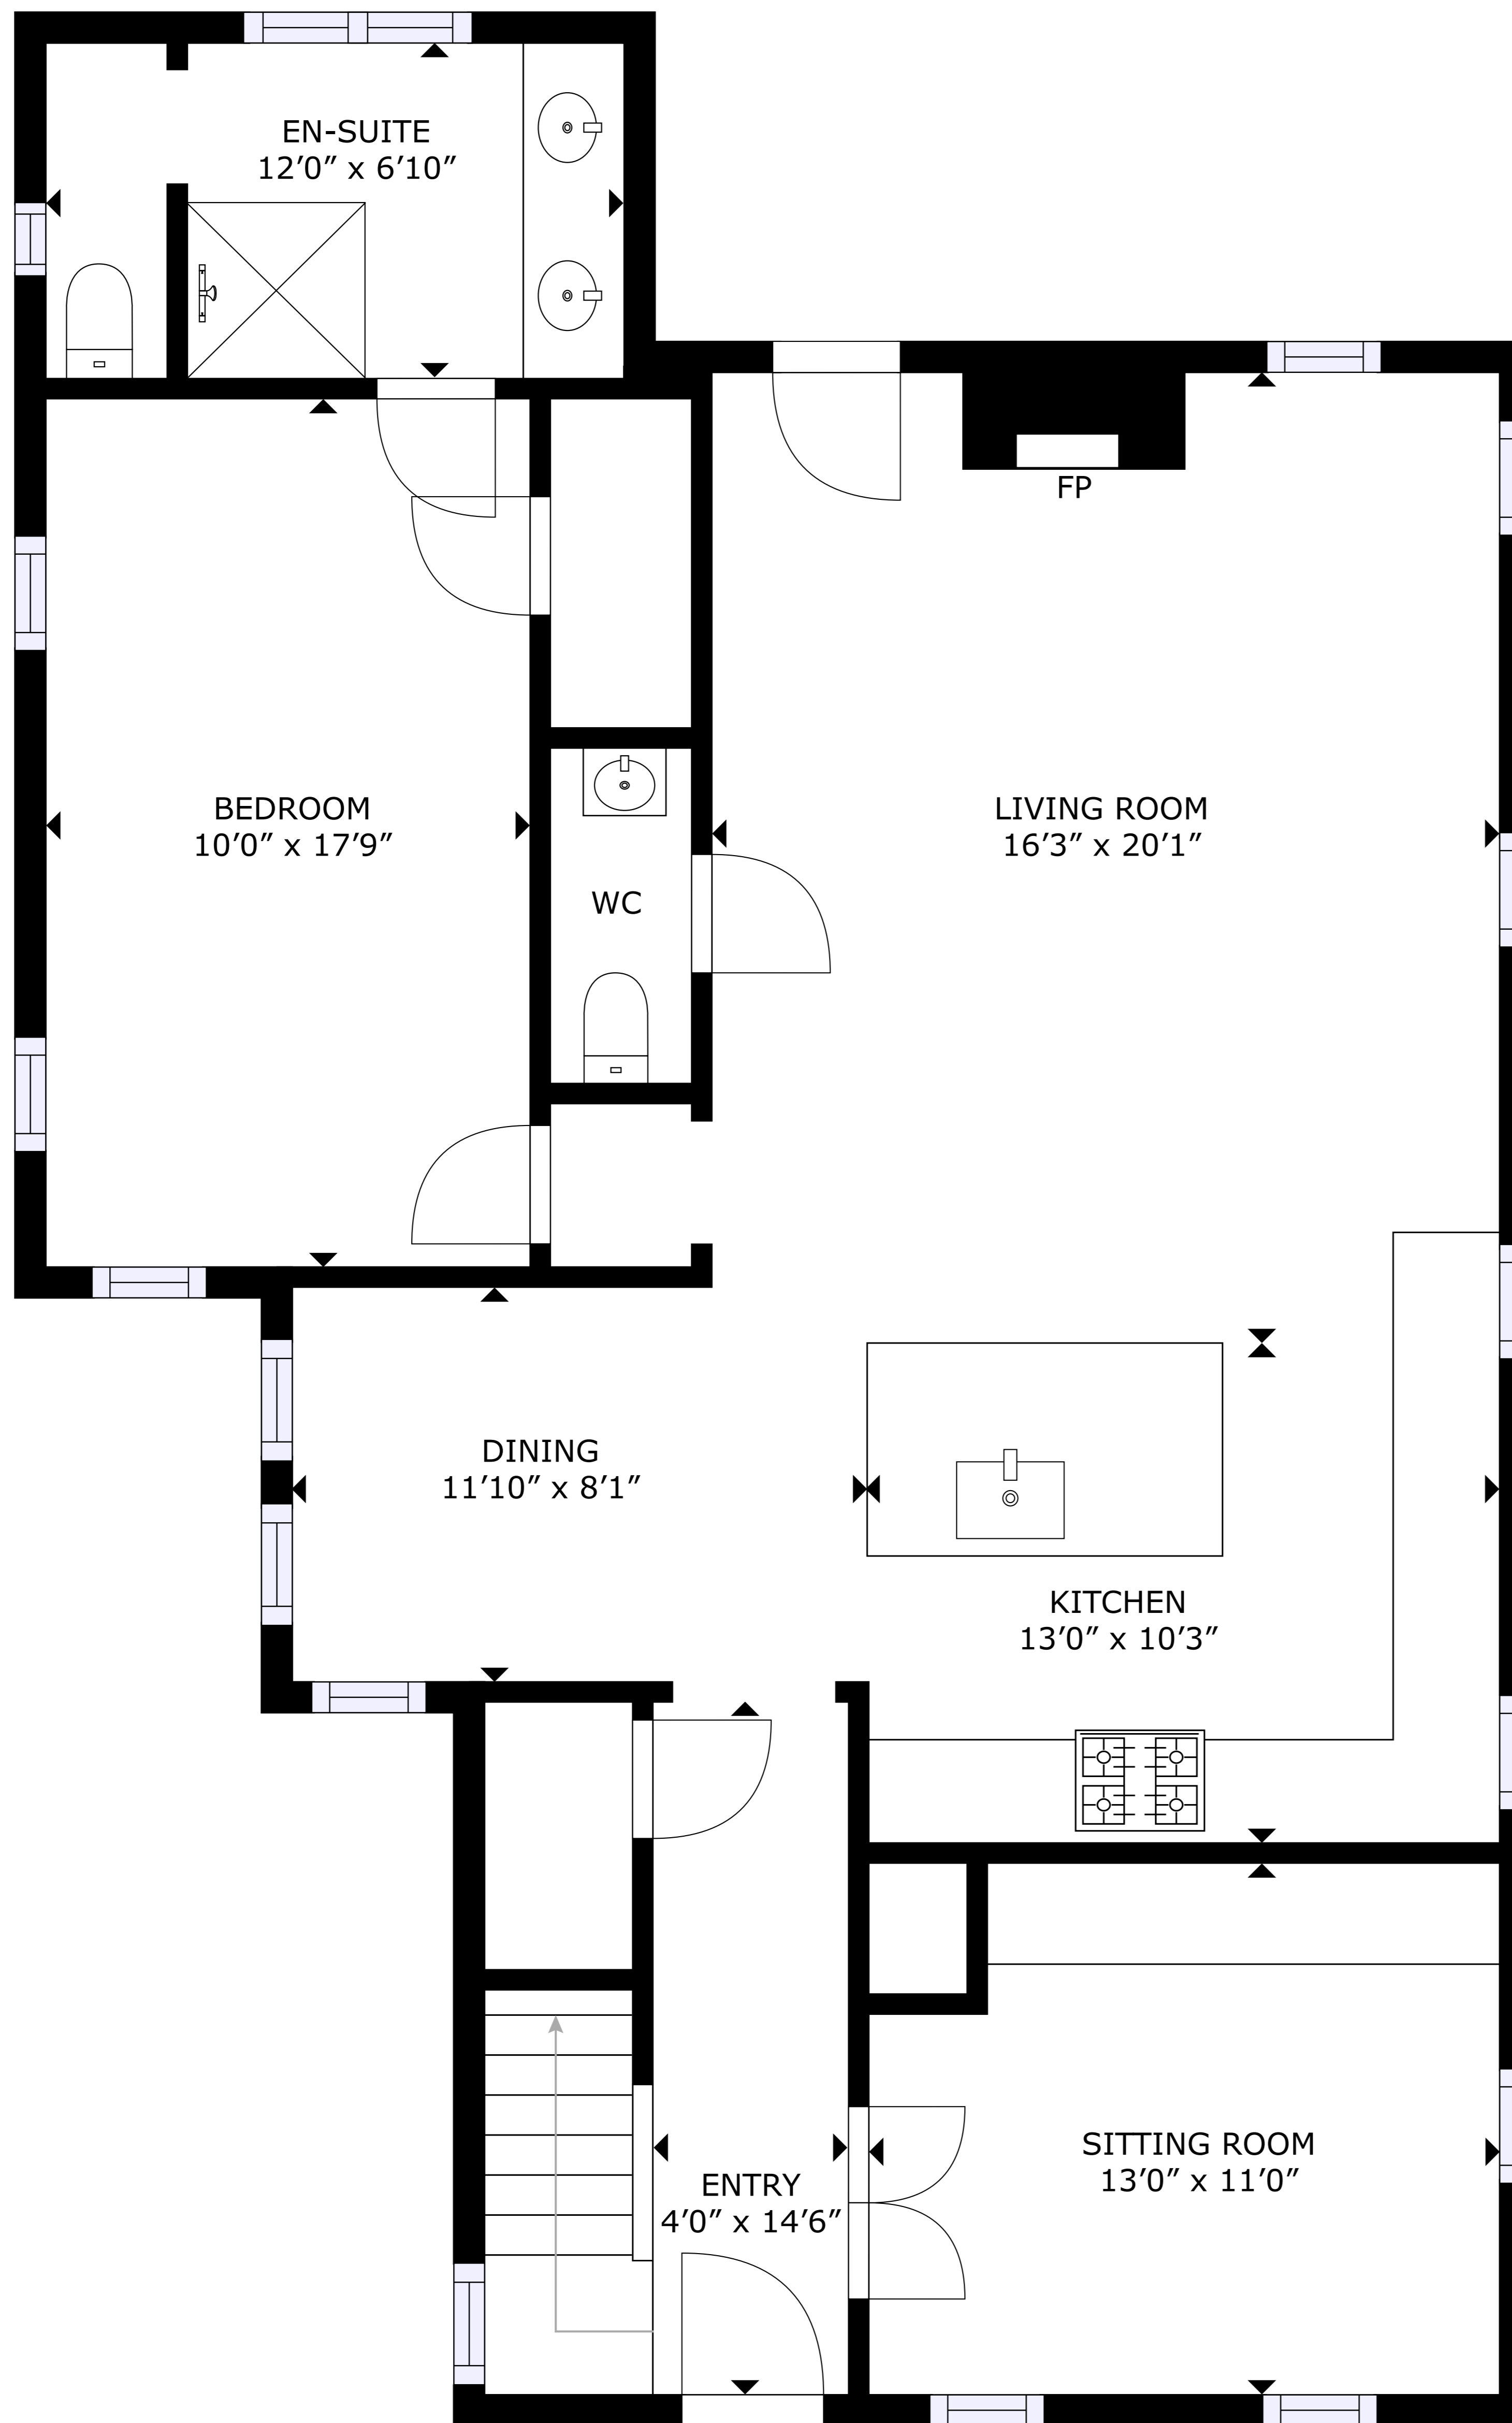 EN-SUITE
12′0″ x 6′10″
FP
BEDROOM
10′0″ x 17′9″
LIVING ROOM
16′3″ x 20′1″
WC
DINING
11′10″ x 8′1″
KITCHEN
13′0″ x 10′3″
SITTING ROOM
13′0″ x 11′0″
ENTRY
4′0″ x 14′6″